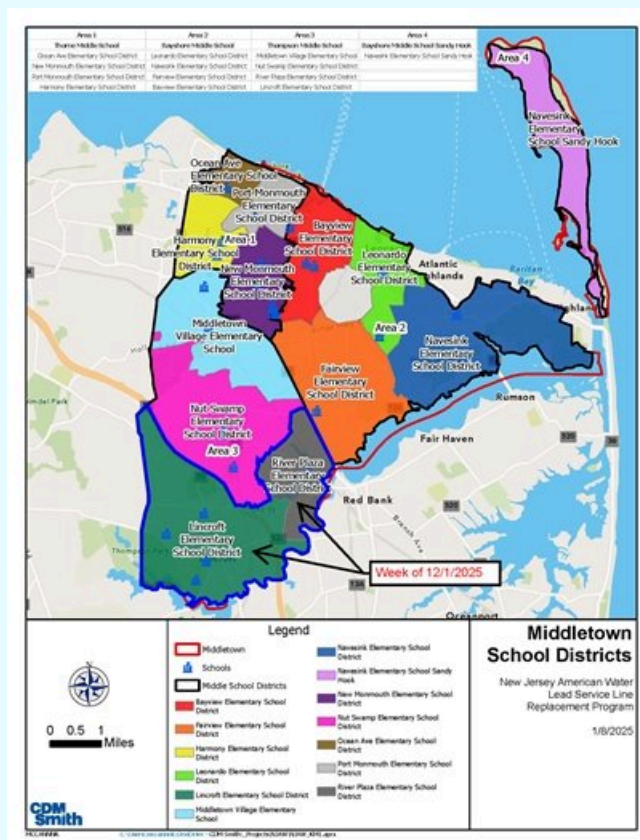 Area 1
Area 2
Area 3
Area 4
Thorne Middle School
Bayshore Middle School
Thompson Middle School
Bayshore Middle School Sandy Hook
Ocean Ave Elementary School District
Leonardo Elementary School District
Middletown Village Elementary School
Navesink Elementary School Sandy Hook
New Monmouth Elementary School District
Navesink Elementary School District
Nut Swamp Elementary School District
Port Monmouth Elementary School District
Fairview Elementary School District
River Plaza Elementary School District
Harmony Elementary School District
Bayview Elementary School District
Lincroft Elementary School District
Area 4
Navesink
Elementary
School Sandy Hook
Ocean Ave
Elementary School
District
Port Monmouth
Elementary
School District
Harmony
Elementary School
District
Area 1
New Monmouth
Elementary
School District
Bayview
Elementary
School District
Leonardo
Elementary
School District
Atlantic
Highlands
Raritan
Bay
Middletown
Village Elementary
School
Area 2
Navesink
Elementary
School District
Fairview
Elementary
School District
Nut Swamp
Elementary
School District
Area 3
River Plaza
Elementary
School District
Rumson
Fair Haven
Red Bank
Branch Ave
Lincroft
Elementary
School District
Week of 12/1/2025
Oceanport
520
36
Legend
Middletown
Schools
Middle School Districts
Bayview Elementary School
District
Fairview Elementary School
District
Harmony Elementary School
District
Leonardo Elementary School
District
Lincroft Elementary School District
Middletown Village Elementary
School
Navesink Elementary School
District
Navesink Elementary School Sandy
Hook
New Monmouth Elementary School
District
Nut Swamp Elementary School
District
Ocean Ave Elementary School
District
Port Monmouth Elementary School
District
River Plaza Elementary School
District
0 0.5 1
Miles
Middletown
School Districts
New Jersey American Water
Lead Service Line
Replacement Program
1/8/2025
CDM
Smith